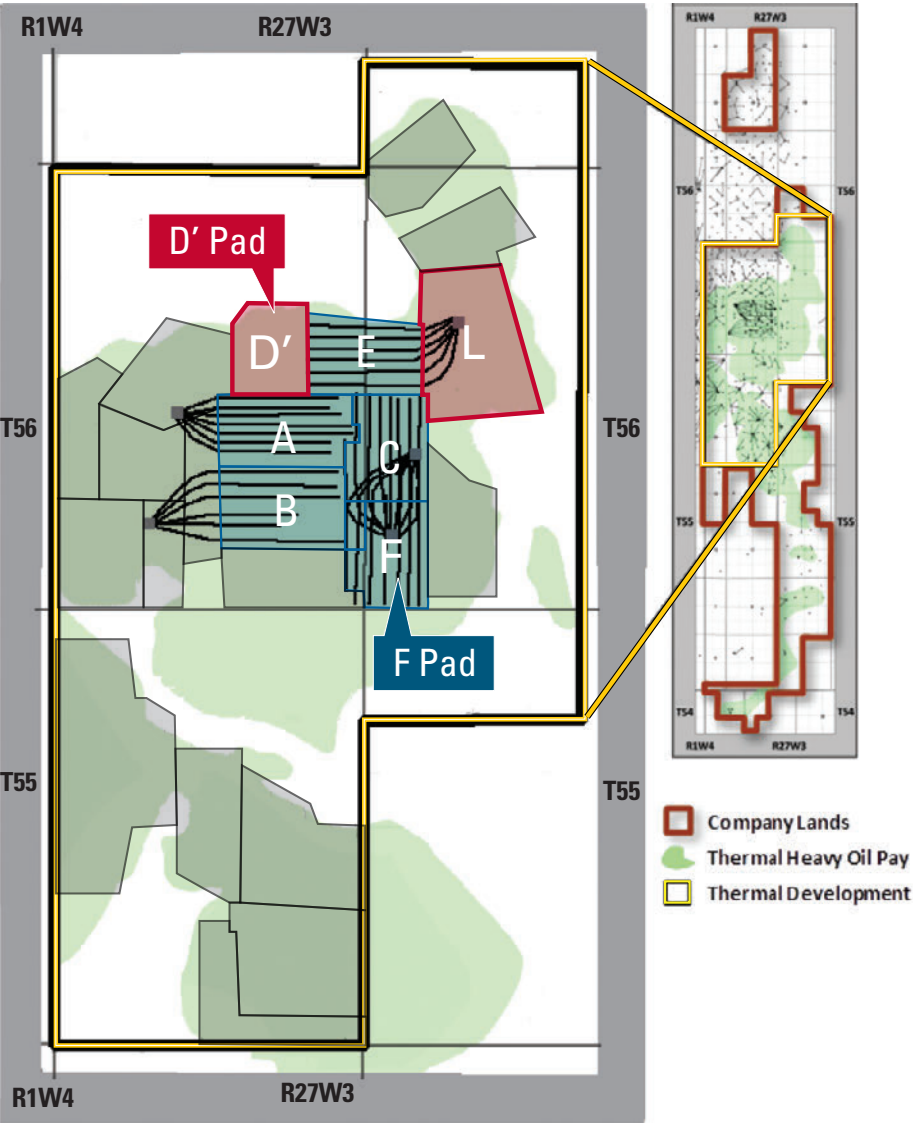 R1W4
R27W3
D′ Pad
D′
E
L
A
C
B
F
F Pad
T56
T56
T55
T55
R1W4
R27W3
R1W4
R27W3
T56
T56
T55
T55
T54
T54
R1W4
R27W3
Company Lands
Thermal Heavy Oil Pay
Thermal Development